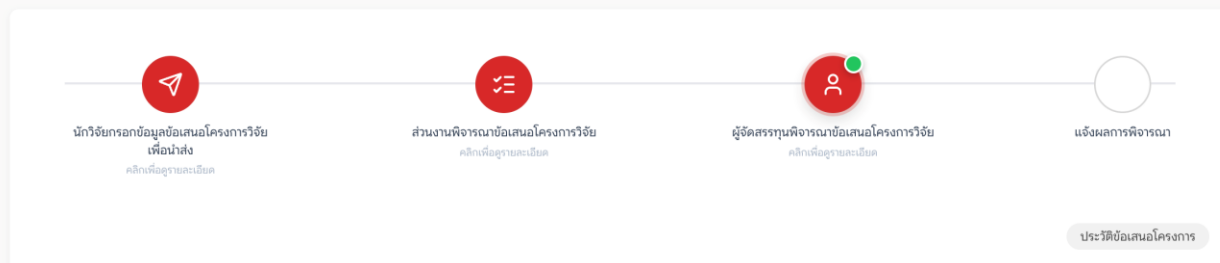 นักวิจัยกรอกข้อมูลข้อเสนอโครงการวิจัย
เพื่อนำส่ง
คลิกเพื่อดูรายละเอียด
ส่วนงานพิจารณาข้อเสนอโครงการวิจัย
คลิกเพื่อดูรายละเอียด
ผู้จัดสรรทุนพิจารณาข้อเสนอโครงการวิจัย
คลิกเพื่อดูรายละเอียด
แจ้งผลการพิจารณา
ประวัติข้อเสนอโครงการ